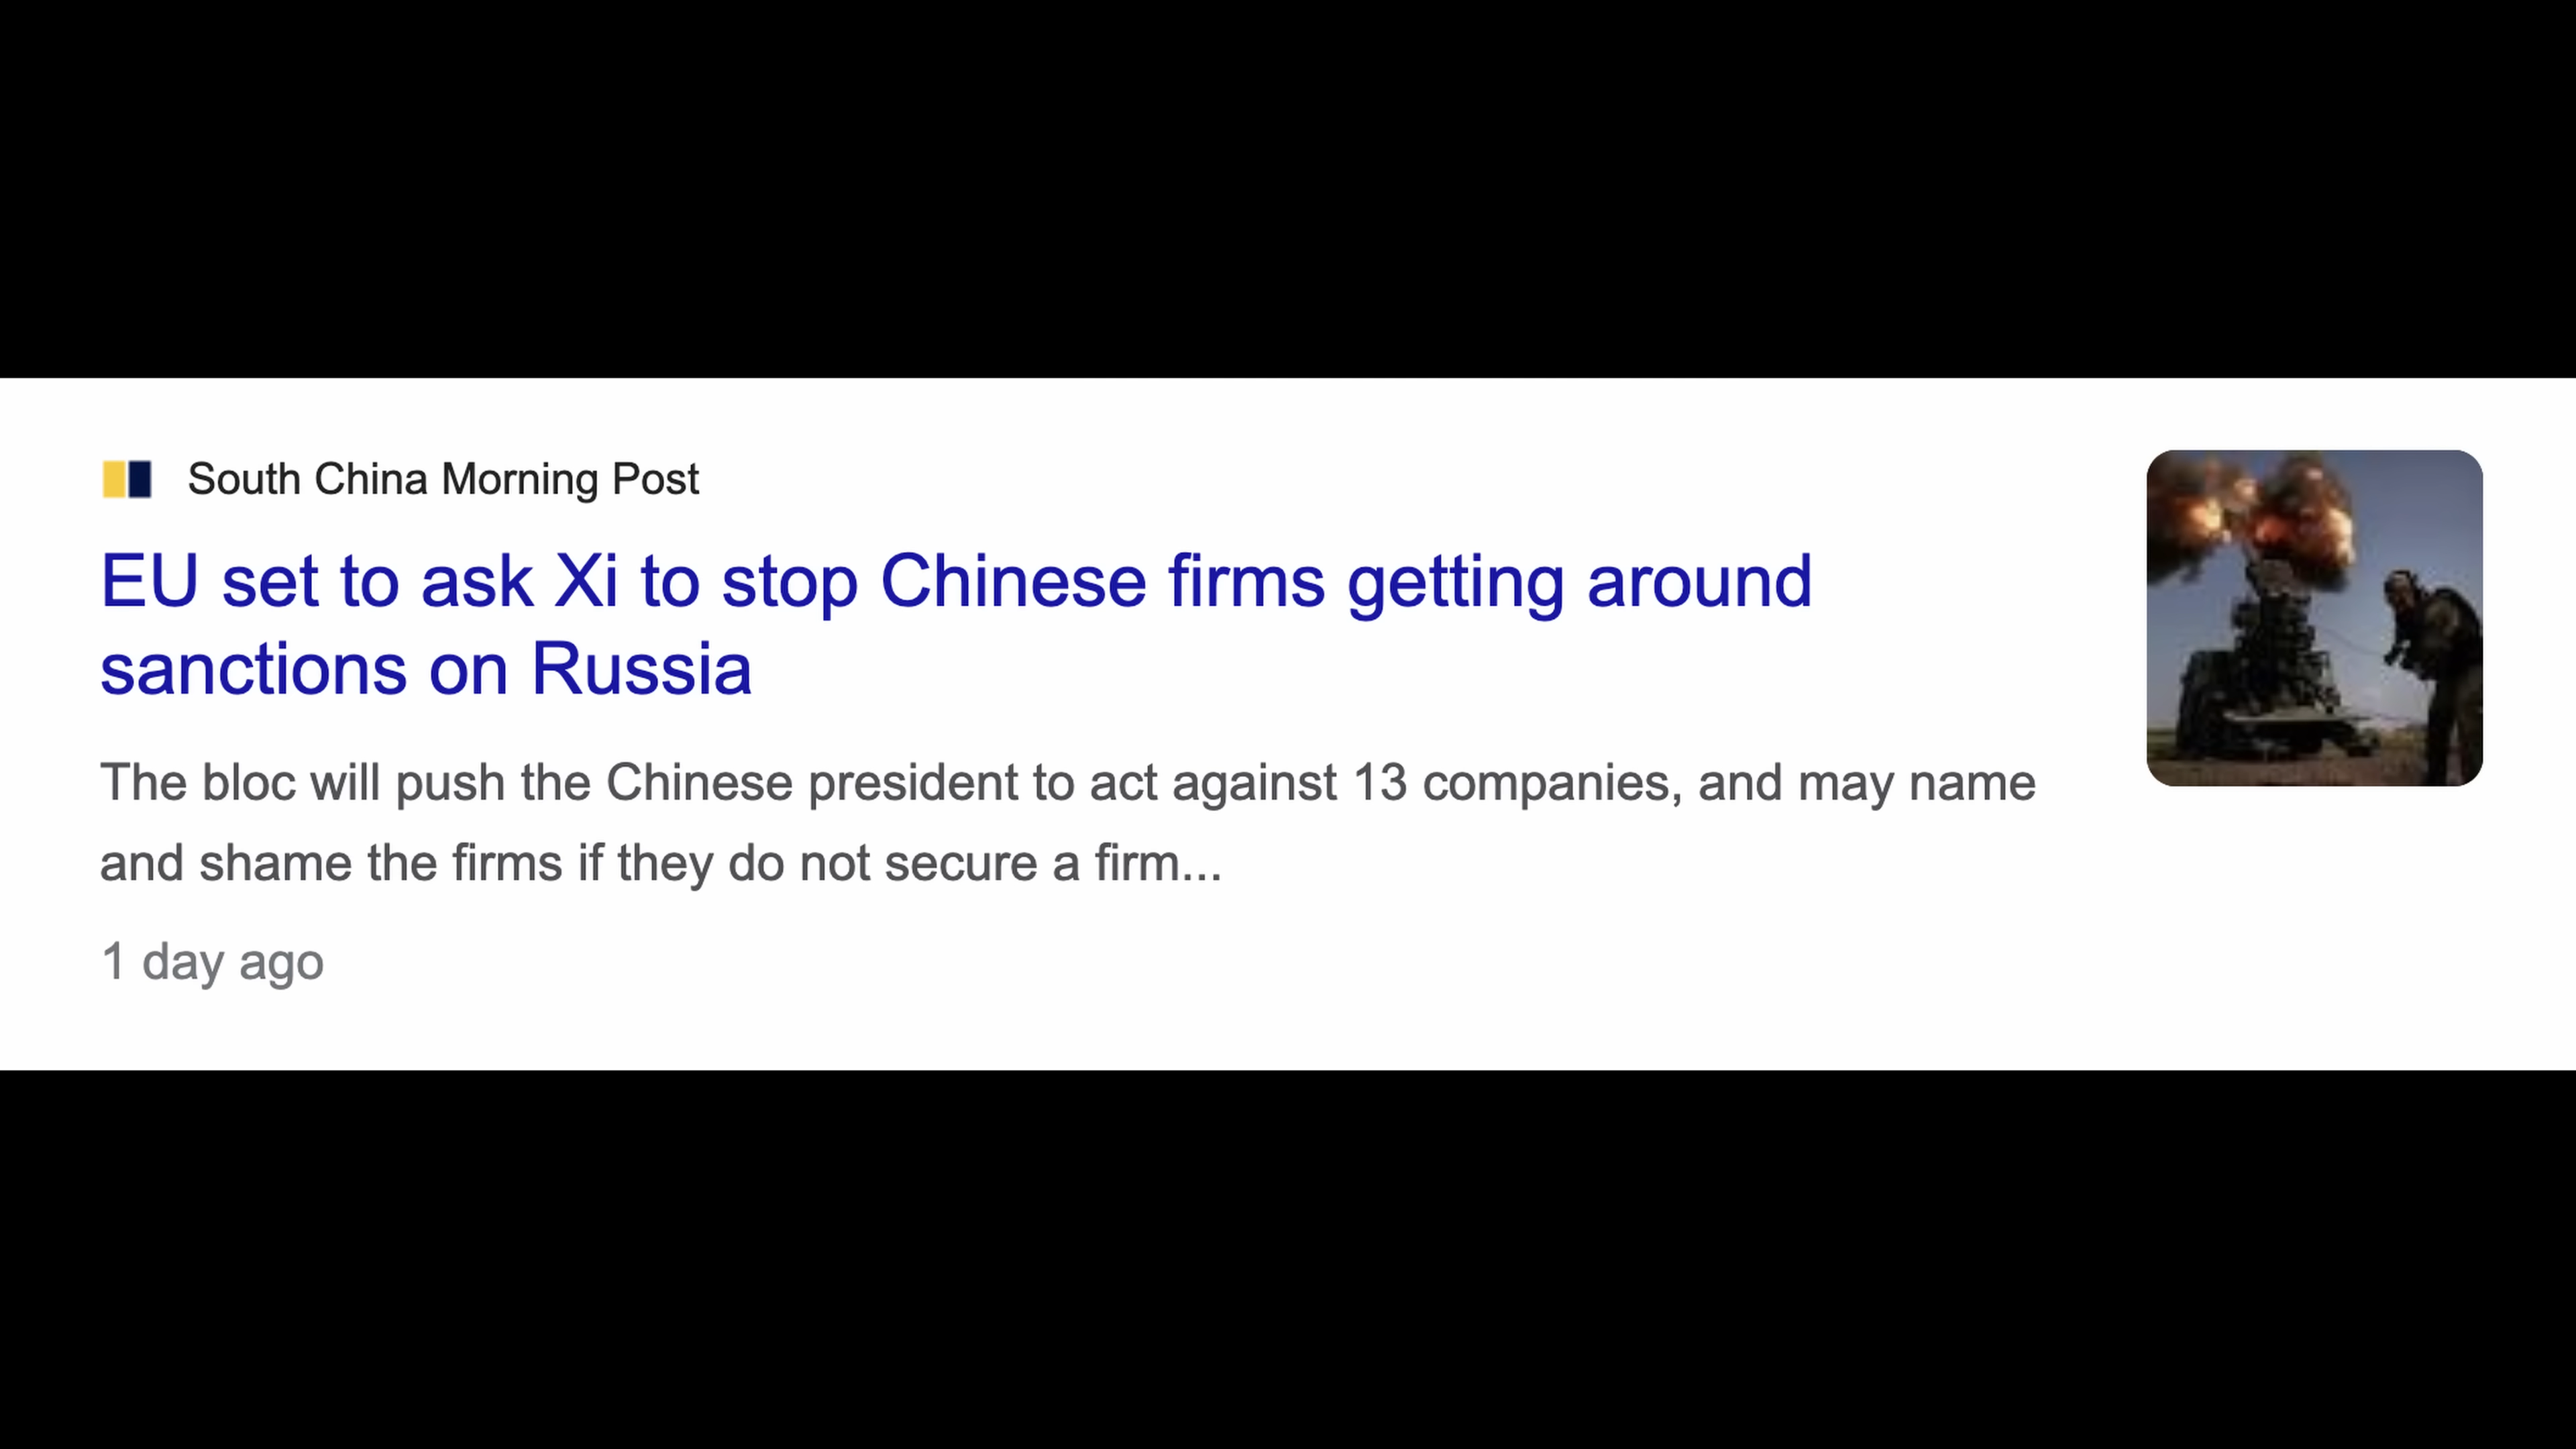 South China Morning Post
EU set to ask Xi to stop Chinese firms getting around
sanctions on Russia
The bloc will push the Chinese president to act against 13 companies, and may name
and shame the firms if they do not secure a firm...
1 day ago